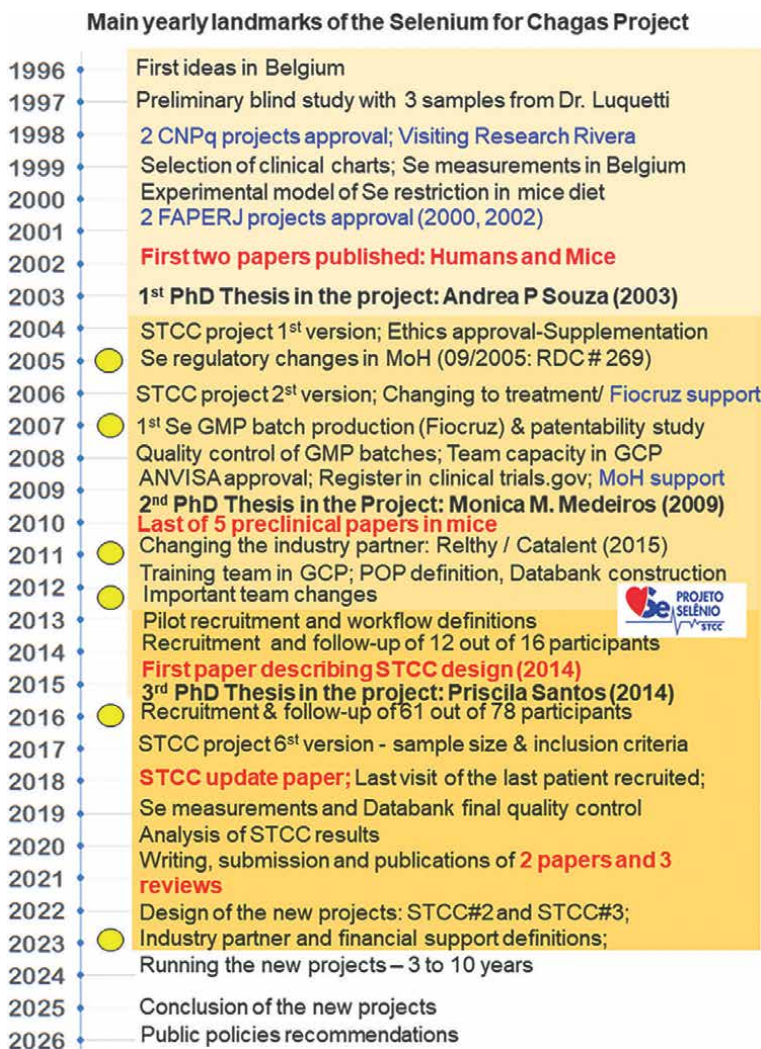 Main yearly landmarks of the Selenium for Chagas Project
1996 First ideas in Belgium
1997 Preliminary blind study with 3 samples from Dr. Luquetti
1998 2 CNPq projects approval; Visiting Research Rivera
1999 Selection of clinical charts; Se measurements in Belgium
2000 Experimental model of Se restriction in mice diet
2001 2 FAPERJ projects approval (2000, 2002)
2002 First two papers published: Humans and Mice
2003 1st PhD Thesis in the project: Andrea P Souza (2003)
2004 STCC project 1st version; Ethics approval-Supplementation
2005 Se regulatory changes in MoH (09/2005: RDC # 269)
2006 STCC project 2st version; Changing to treatment/ Fiocruz support
2007 1st Se GMP batch production (Fiocruz) & patentability study
2008 Quality control of GMP batches; Team capacity in GCP
2009 ANVISA approval; Register in clinical trials.gov; MoH support
2nd PhD Thesis in the Project: Monica M. Medeiros (2009)
2010 Last of 5 preclinical papers in mice
2011 Changing the industry partner: Relthy / Catalent (2015)
Training team in GCP; POP definition, Databank construction
2012 Important team changes
Se PROJETO
SELÊNIO
STCC
2013 Pilot recruitment and workflow definitions
2014 Recruitment and follow-up of 12 out of 16 participants
First paper describing STCC design (2014)
2015 3rd PhD Thesis in the project: Priscila Santos (2014)
2016 Recruitment & follow-up of 61 out of 78 participants
2017 STCC project 6st version - sample size & inclusion criteria
2018 STCC update paper; Last visit of the last patient recruited;
2019 Se measurements and Databank final quality control
2020 Analysis of STCC results
2021 Writing, submission and publications of 2 papers and 3
reviews
2022 Design of the new projects: STCC#2 and STCC#3;
2023 Industry partner and financial support definitions;
2024 Running the new projects – 3 to 10 years
2025 Conclusion of the new projects
2026 Public policies recommendations